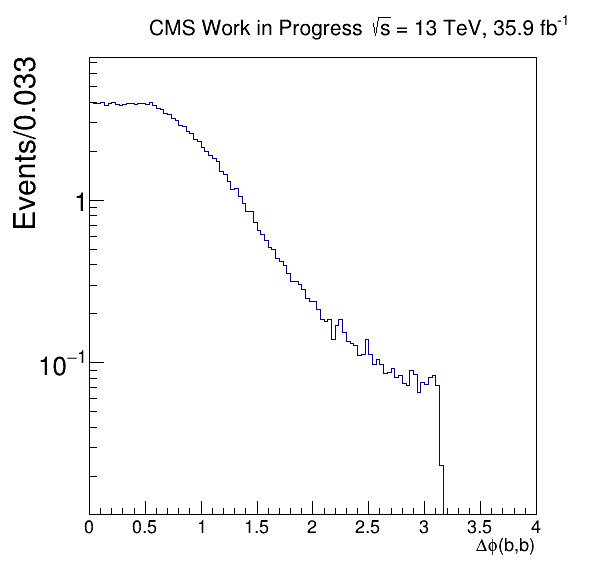 CMS Work in Progress √s = 13 TeV, 35.9 fb⁻¹
Events/0.033
1
10⁻¹
0 0.5 1 1.5 2 2.5 3 3.5 4
Δϕ(b,b)